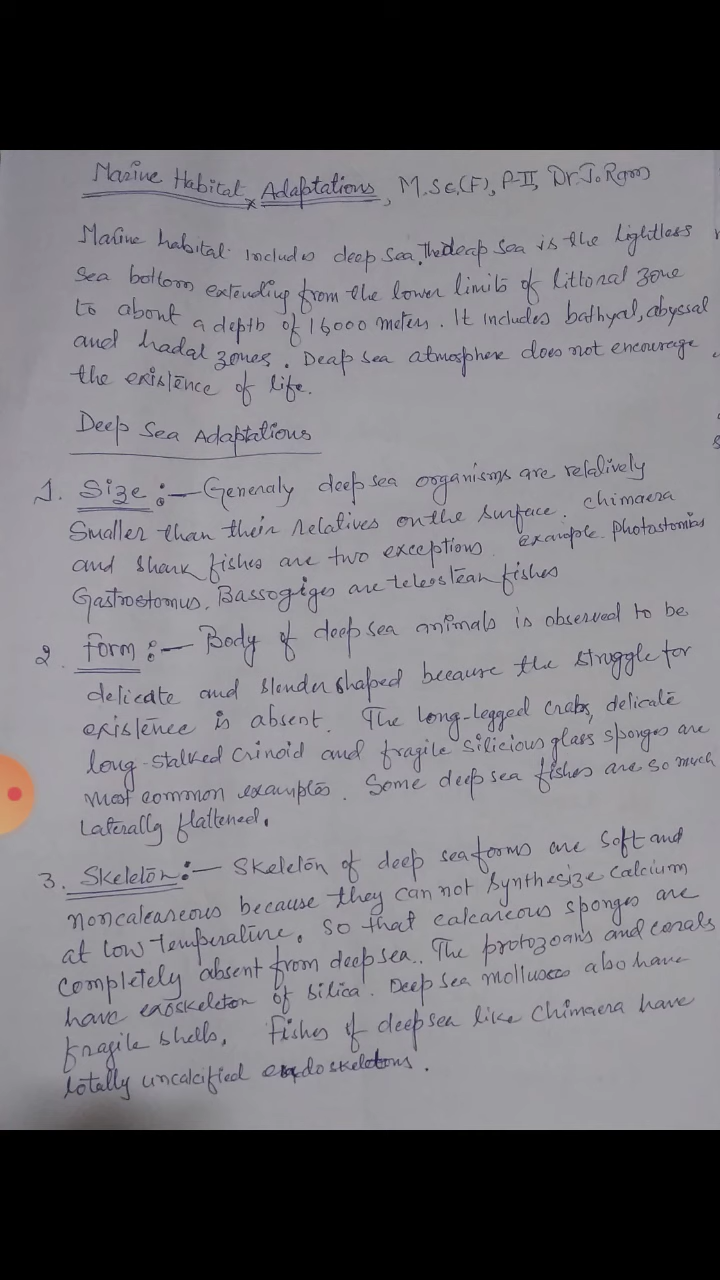 Marine Habitat Adaptations, M.Sc.(F), P-II, Dr. J. Ram
Marine habitat includes deep sea. The deep sea is the lightless
sea bottom extending from the lower limits of littoral zone
to about a depth of 16000 meters. It includes bathyal, abyssal
and hadal zones. Deap sea atmosphere does not encourage
the existence of life.
Deep Sea Adaptations
1. Size :— Generaly deep sea organisms are relatively
Smaller than their relatives on the surface. Chimaera
and Shark fishes are two exceptions. example Photostomias
Gastrostomus, Bassogiges are teleostean fishes
2. Form :— Body of deep sea animals is observed to be
delicate and slender shaped because the struggle for
existence is absent. The long-legged crabs, delicate
long-stalked crinoid and fragile silicious glass sponges are
most common examples. Some deep sea fishes are so much
laterally flattened.
3. Skeleton :— Skeleton of deep sea forms are soft and
noncalcareous because they can not synthesize calcium
at low temperature. So that calcareous sponges are
completely absent from deep sea. The protozoans and corals
have exoskeleton of silica. Deep sea molluscs also have
fragile shells. Fishes of deep sea like Chimaera have
totally uncalcified endoskeletons.